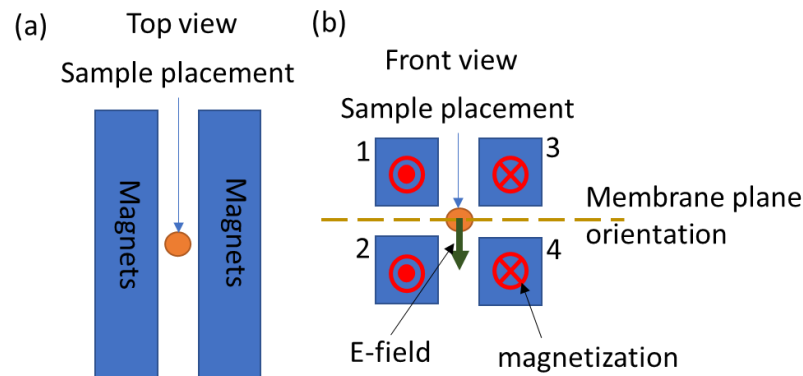 (a)
Top view
Sample placement
Magnets
Magnets
(b)
Front view
Sample placement
1
3
Membrane plane
orientation
2
4
E-field
magnetization